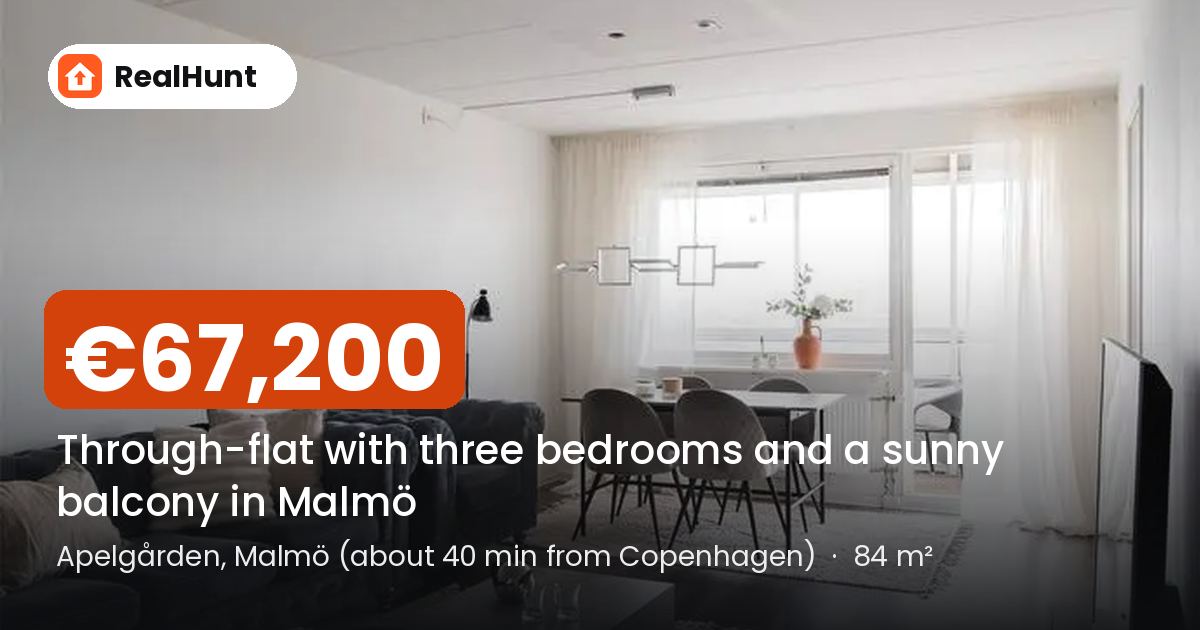 RealHunt
€67,200
Through-flat with three bedrooms and a sunny
balcony in Malmö
Apelgården, Malmö (about 40 min from Copenhagen) · 84 m²